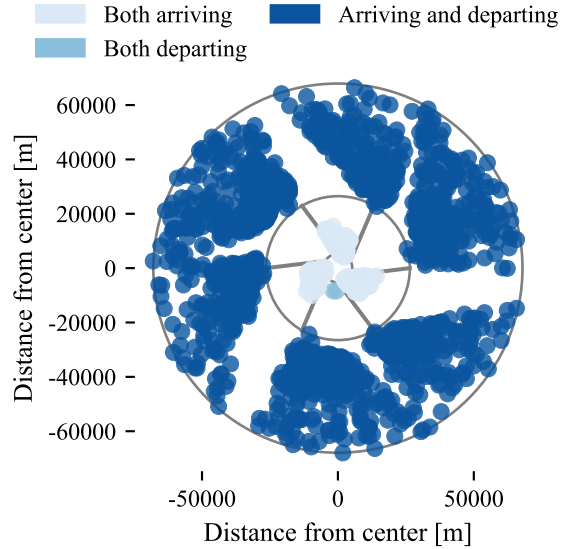 Both arriving
Arriving and departing
Both departing
Distance from center [m]
60000
40000
20000
0
-20000
-40000
-60000
-50000
0
50000
Distance from center [m]